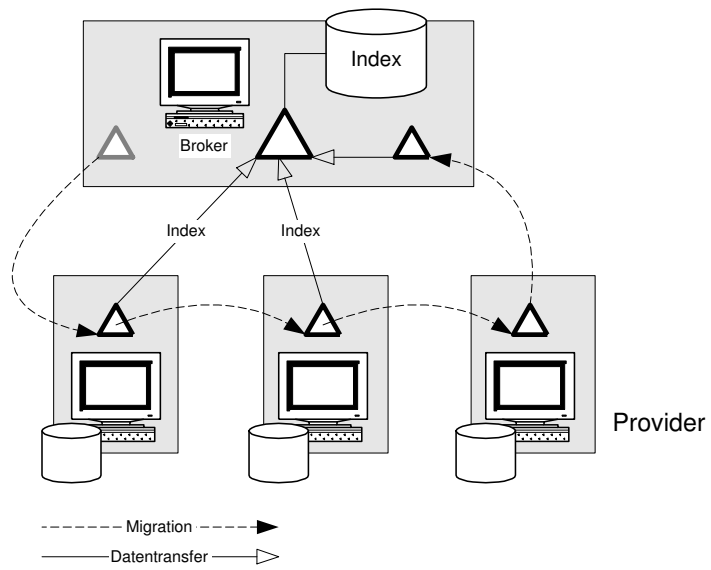 Index
Broker
Index
Index
Provider
Migration
Datentransfer